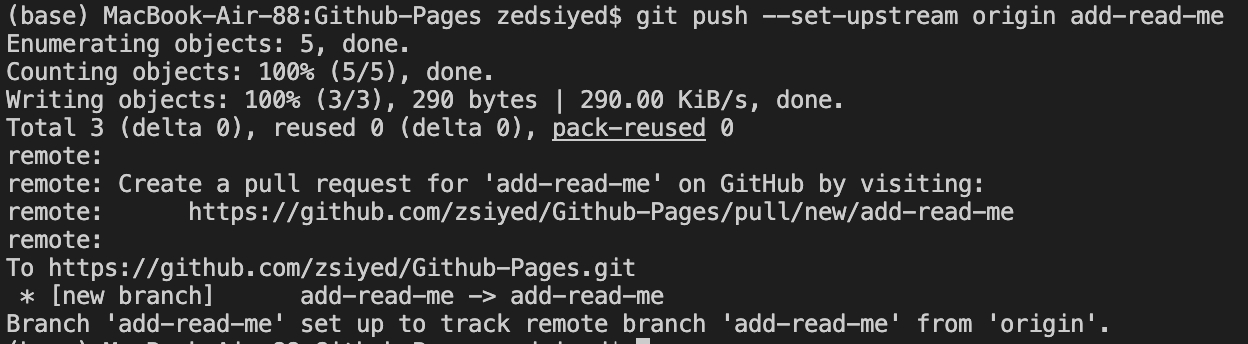 (base) MacBook-Air-88:Github-Pages zedsiyed$ git push --set-upstream origin add-read-me
Enumerating objects: 5, done.
Counting objects: 100% (5/5), done.
Writing objects: 100% (3/3), 290 bytes | 290.00 KiB/s, done.
Total 3 (delta 0), reused 0 (delta 0), pack-reused 0
remote:
remote: Create a pull request for 'add-read-me' on GitHub by visiting:
remote:      https://github.com/zsiyed/Github-Pages/pull/new/add-read-me
remote:
To https://github.com/zsiyed/Github-Pages.git
 * [new branch]      add-read-me -> add-read-me
Branch 'add-read-me' set up to track remote branch 'add-read-me' from 'origin'.